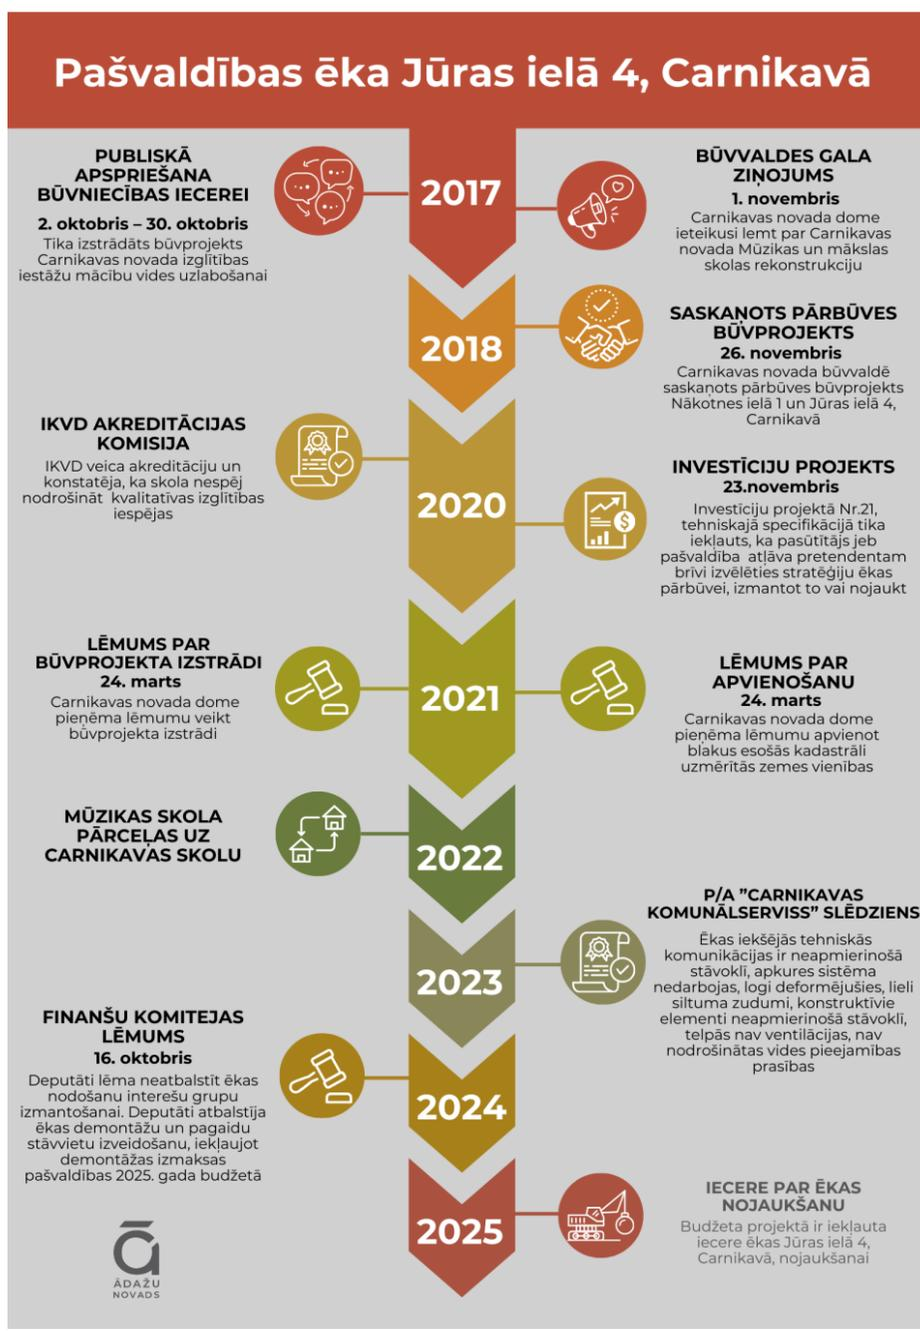 Pašvaldības ēka Jūras ielā 4, Carnikavā
2017
PUBLISKĀ
APSPRIEŠANA
BŪVNIECĪBAS IECEREI
2. oktobris – 30. oktobris
Tika izstrādāts būvprojekts
Carnikavas novada izglītības
iestāžu mācību vides uzlabošanai
BŪVVALDES GALA
ZIŅOJUMS
1. novembris
Carnikavas novada dome
ieteikusi lemt par Carnikavas
novada Mūzikas un mākslas
skolas rekonstrukciju
2018
SASKAŅOTS PĀRBŪVES
BŪVPROJEKTS
26. novembris
Carnikavas novada būvvaldē
saskaņots pārbūves būvprojekts
Nākotnes ielā 1 un Jūras ielā 4,
Carnikavā
2020
IKVD AKREDITĀCIJAS
KOMISIJA
IKVD veica akreditāciju un
konstatēja, ka skola nespēj
nodrošināt kvalitatīvas izglītības
iespējas
INVESTĪCIJU PROJEKTS
23.novembris
Investīciju projektā Nr.21,
tehniskajā specifikācijā tika
iekļauts, ka pasūtītājs jeb
pašvaldība atļāva pretendentam
brīvi izvēlēties stratēģiju ēkas
pārbūvei, izmantot to vai nojaukt
2021
LĒMUMS PAR
BŪVPROJEKTA IZSTRĀDI
24. marts
Carnikavas novada dome
pieņēma lēmumu veikt
būvprojekta izstrādi
LĒMUMS PAR
APVIENOŠANU
24. marts
Carnikavas novada dome
pieņēma lēmumu apvienot
blakus esošās kadastrāli
uzmērītās zemes vienības
2022
MŪZIKAS SKOLA
PĀRCEĻAS UZ
CARNIKAVAS SKOLU
2023
P/A ”CARNIKAVAS
KOMUNĀLSERVISS” SLĒDZIENS
Ēkas iekšējās tehniskās
komunikācijas ir neapmierinošā
stāvoklī, apkures sistēma
nedarbojas, logi deformējušies, lieli
siltuma zudumi, konstruktīvie
elementi neapmierinošā stāvoklī,
telpās nav ventilācijas, nav
nodrošinātas vides pieejamības
prasības
2024
FINANŠU KOMITEJAS
LĒMUMS
16. oktobris
Deputāti lēma neatbalstīt ēkas
nodošanu interešu grupu
izmantošanai. Deputāti atbalstīja
ēkas demontāžu un pagaidu
stāvvietu izveidošanu, iekļaujot
demontāžas izmaksas
pašvaldības 2025. gada budžetā
2025
IECERE PAR ĒKAS
NOJAUKŠANU
Budžeta projektā ir iekļauta
iecere ēkas Jūras ielā 4,
Carnikavā, nojaukšanai
ā
ĀDAŽU
NOVADS